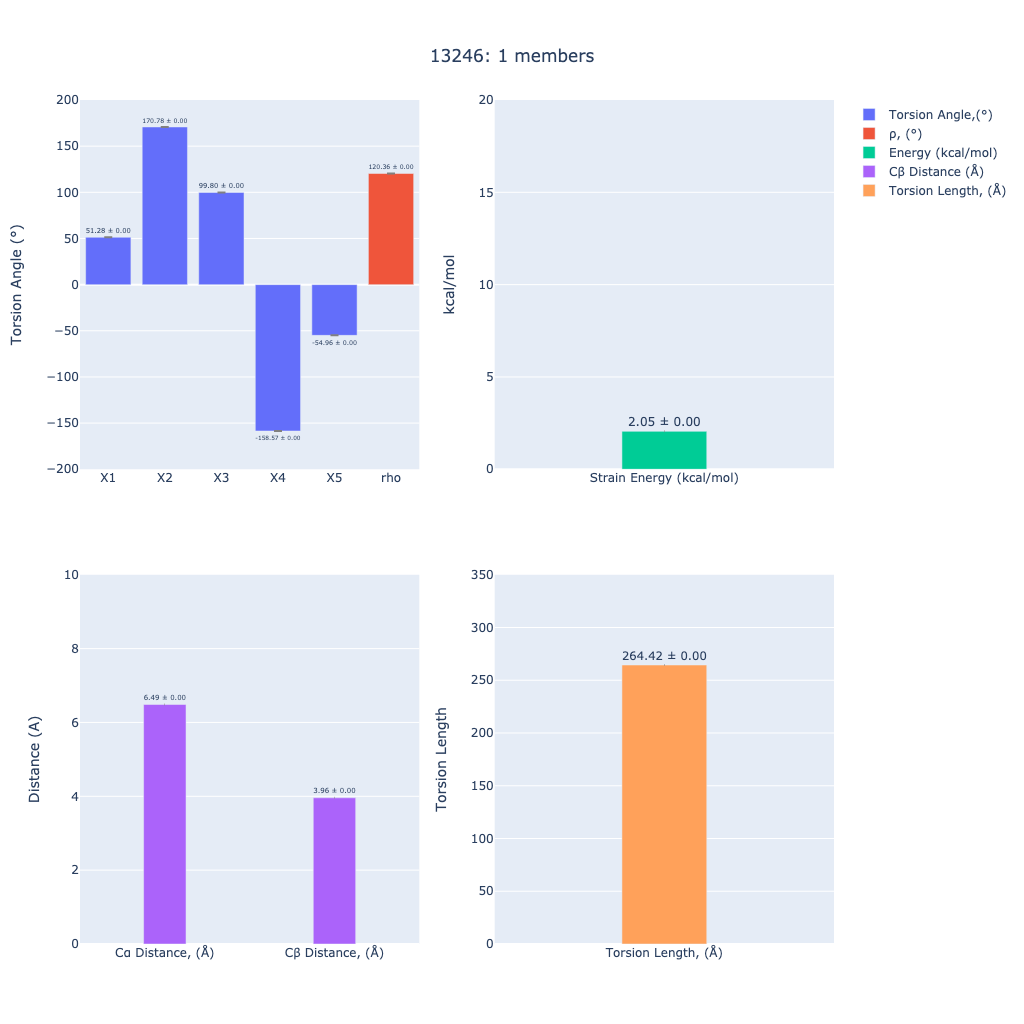 13246: 1 members
Torsion Angle (°)
200
150
100
50
0
−50
−100
−150
−200
51.28 ± 0.00
170.78 ± 0.00
99.80 ± 0.00
-158.57 ± 0.00
-54.96 ± 0.00
120.36 ± 0.00
X1 X2 X3 X4 X5 rho
kcal/mol
20
15
10
5
0
2.05 ± 0.00
Strain Energy (kcal/mol)
Torsion Angle,(°)
ρ, (°)
Energy (kcal/mol)
Cβ Distance (Å)
Torsion Length, (Å)
Distance (A)
10
8
6
4
2
0
6.49 ± 0.00
3.96 ± 0.00
Cα Distance, (Å) Cβ Distance, (Å)
Torsion Length
350
300
250
200
150
100
50
0
264.42 ± 0.00
Torsion Length, (Å)